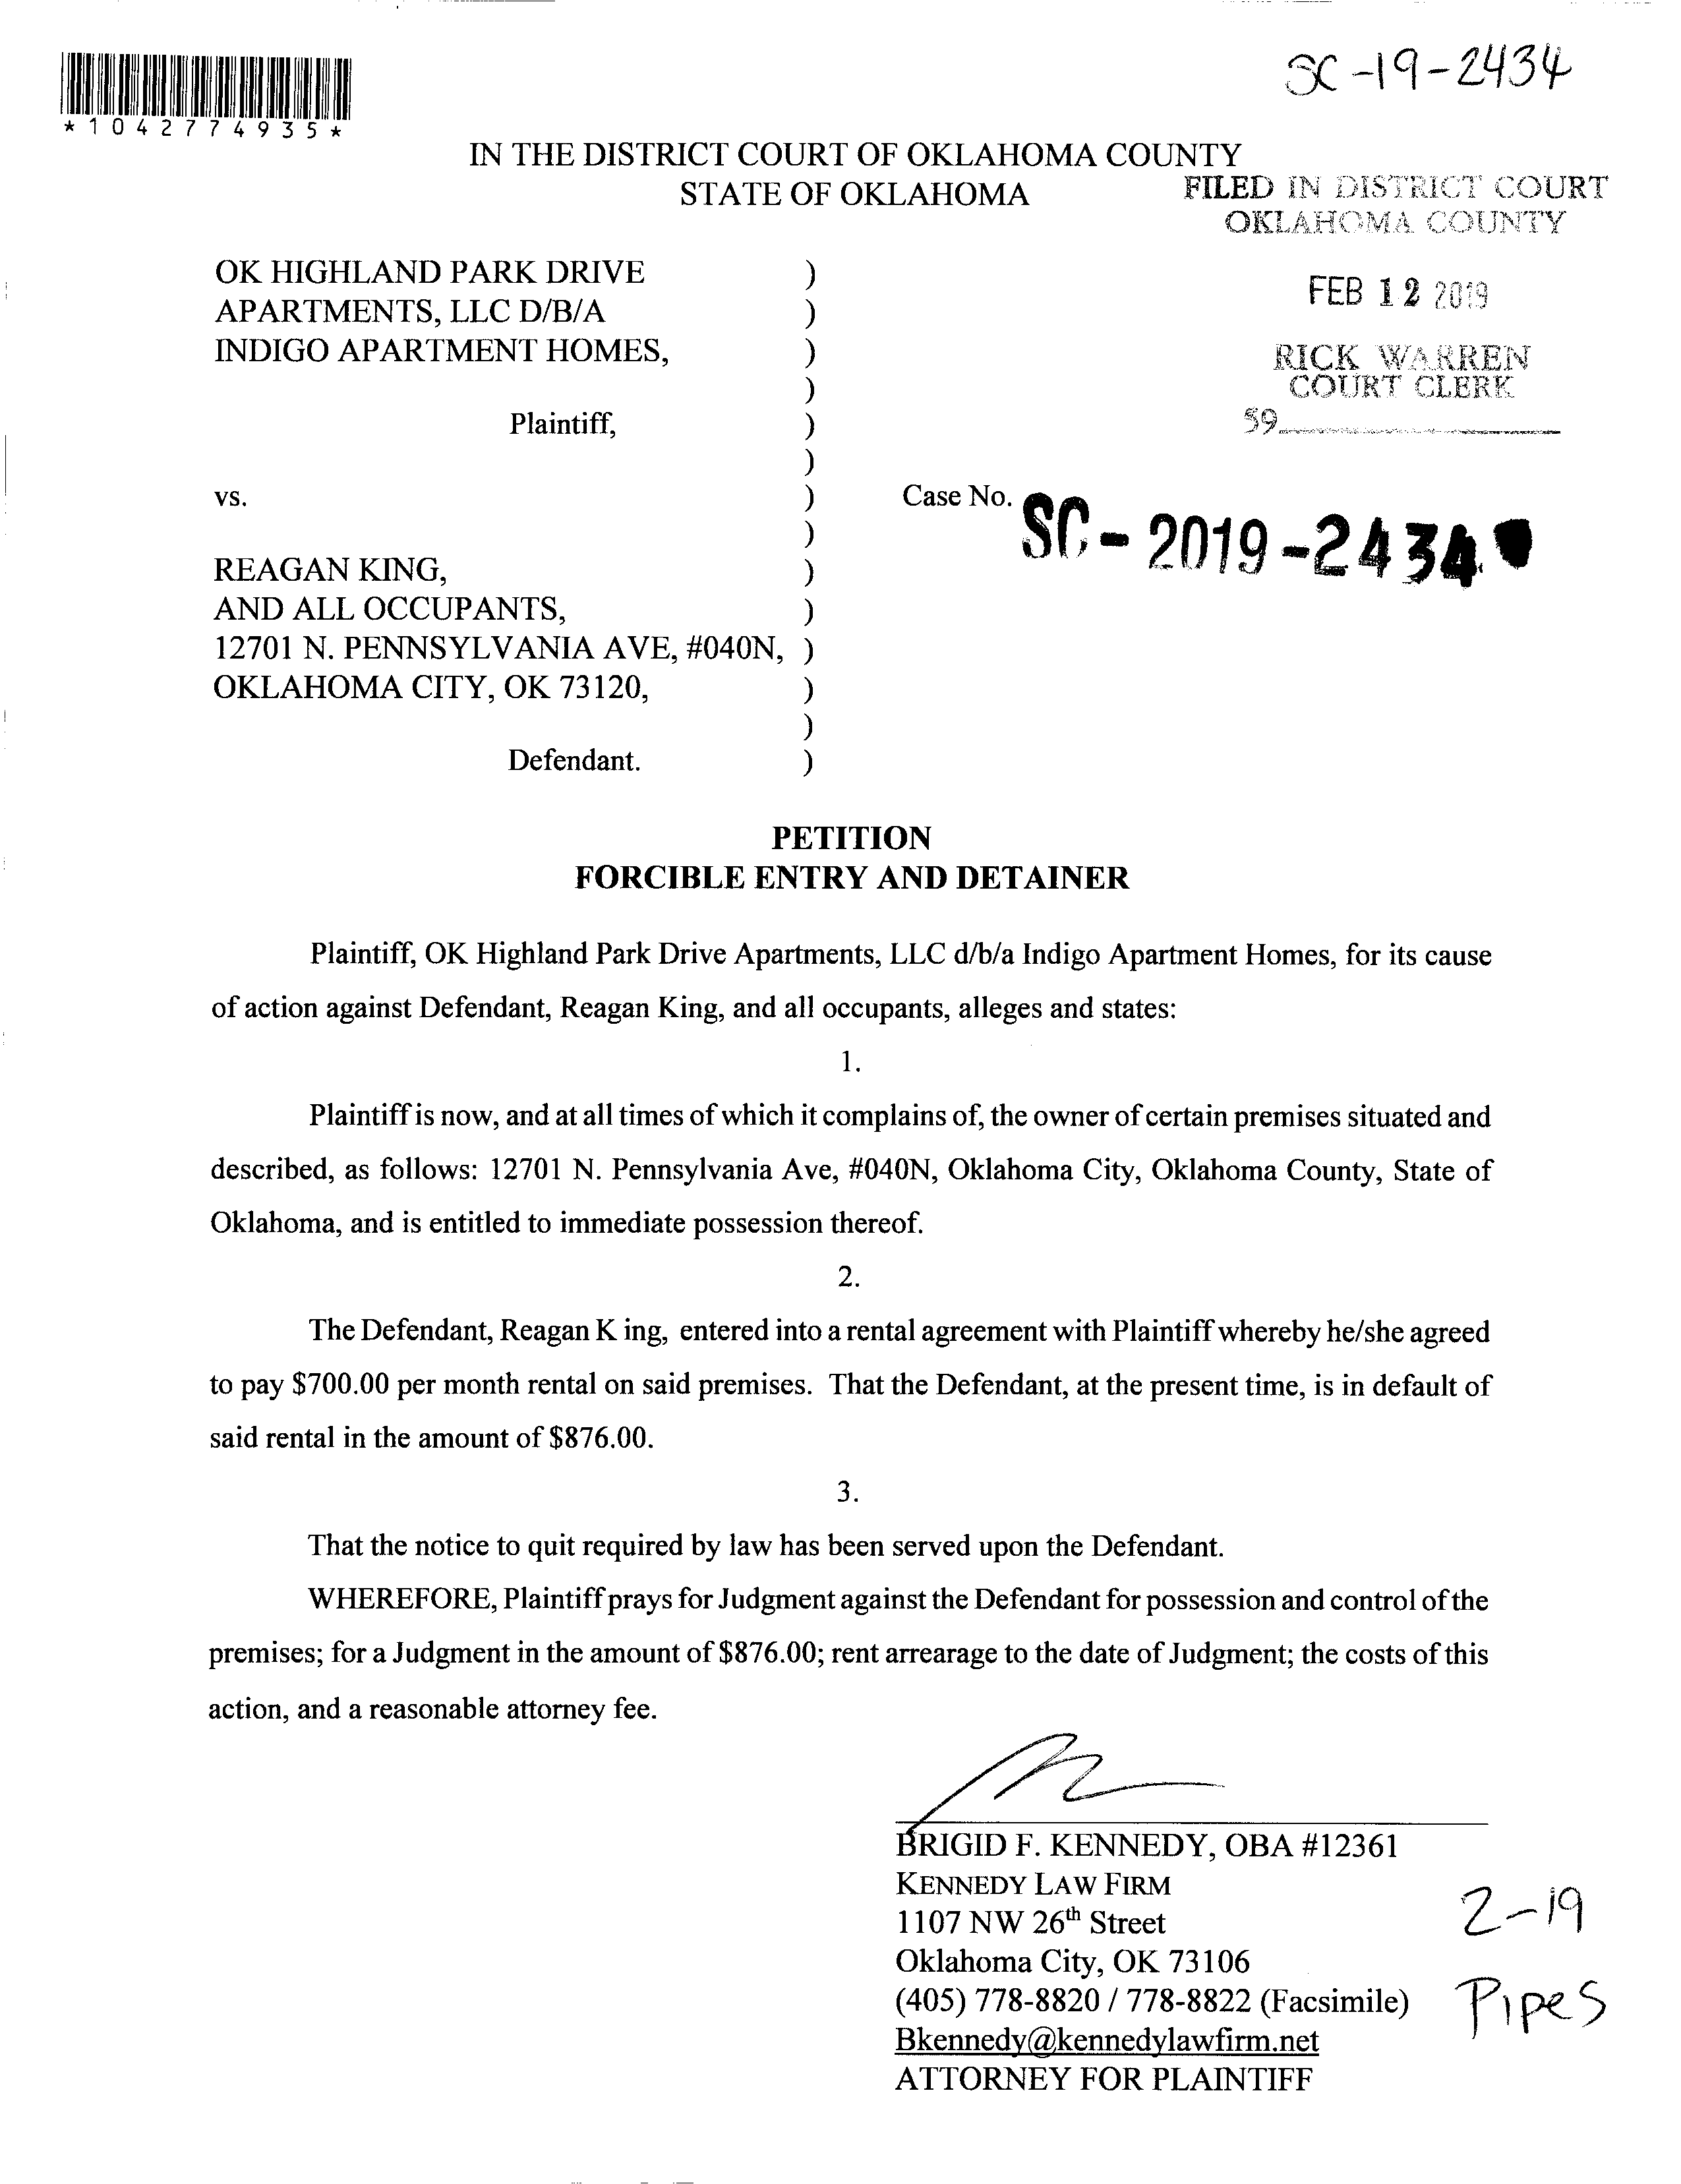 SC-19-2434
*1042774935*
IN THE DISTRICT COURT OF OKLAHOMA COUNTY
STATE OF OKLAHOMA
FILED IN DISTRICT COURT
OKLAHOMA COUNTY
FEB 12 2019
RICK WARREN
COURT CLERK
59
OK HIGHLAND PARK DRIVE )
APARTMENTS, LLC D/B/A )
INDIGO APARTMENT HOMES, )
)
Plaintiff, )
)
vs. )
Case No. SC-2019-2434
)
REAGAN KING, )
AND ALL OCCUPANTS, )
12701 N. PENNSYLVANIA AVE, #040N, )
OKLAHOMA CITY, OK 73120, )
)
Defendant. )
PETITION
FORCIBLE ENTRY AND DETAINER
Plaintiff, OK Highland Park Drive Apartments, LLC d/b/a Indigo Apartment Homes, for its cause
of action against Defendant, Reagan King, and all occupants, alleges and states:
1.
Plaintiff is now, and at all times of which it complains of, the owner of certain premises situated and
described, as follows: 12701 N. Pennsylvania Ave, #040N, Oklahoma City, Oklahoma County, State of
Oklahoma, and is entitled to immediate possession thereof.
2.
The Defendant, Reagan K ing, entered into a rental agreement with Plaintiff whereby he/she agreed
to pay $700.00 per month rental on said premises. That the Defendant, at the present time, is in default of
said rental in the amount of $876.00.
3.
That the notice to quit required by law has been served upon the Defendant.
WHEREFORE, Plaintiff prays for Judgment against the Defendant for possession and control of the
premises; for a Judgment in the amount of $876.00; rent arrearage to the date of Judgment; the costs of this
action, and a reasonable attorney fee.
BRIGID F. KENNEDY, OBA #12361
KENNEDY LAW FIRM
1107 NW 26th Street
Oklahoma City, OK 73106
(405) 778-8820 / 778-8822 (Facsimile)
Bkennedy@kennedylawfirm.net
ATTORNEY FOR PLAINTIFF
2-19
Pipes